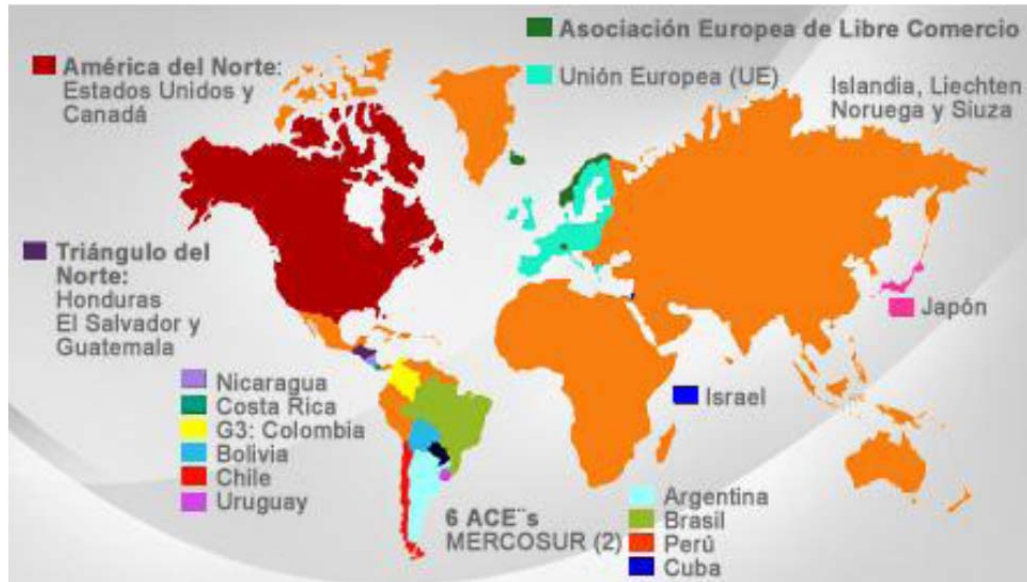 Asociación Europea de Libre Comercio
América del Norte:
Estados Unidos y
Canadá
Unión Europea (UE)
Islandia, Liechten
Noruega y Siuza
Triángulo del
Norte:
Honduras
El Salvador y
Guatemala
Japón
Nicaragua
Costa Rica
G3: Colombia
Bolivia
Chile
Uruguay
Israel
6 ACE¨s
MERCOSUR (2)
Argentina
Brasil
Perú
Cuba